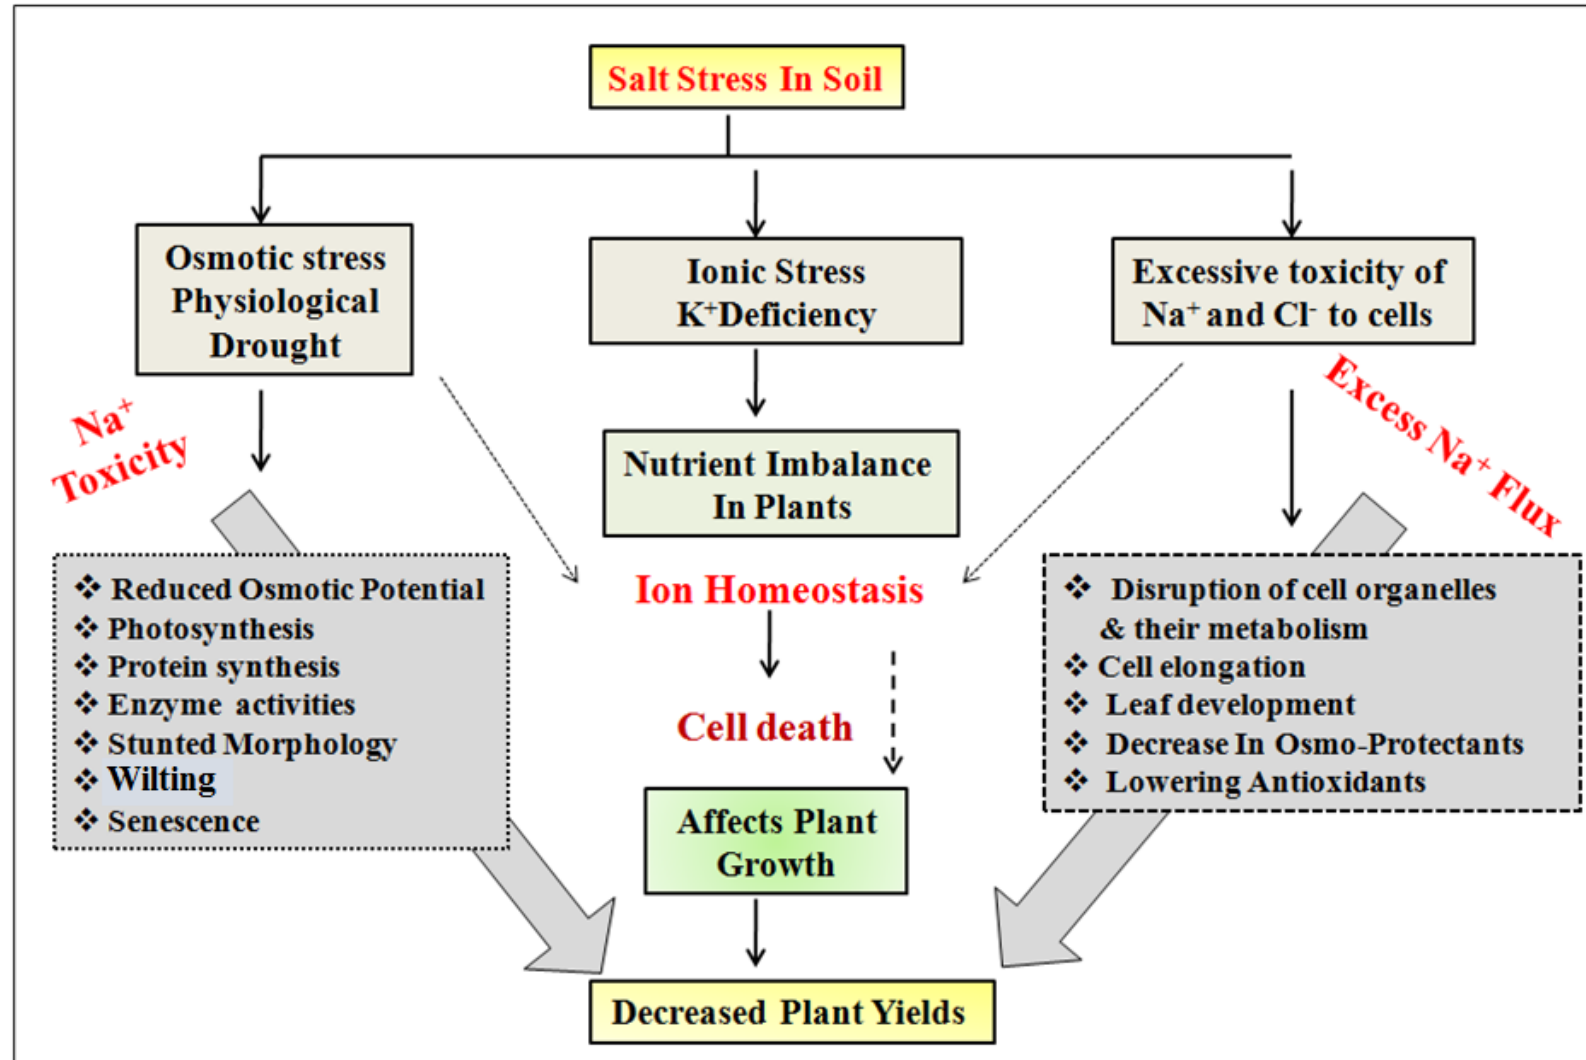 Salt Stress In Soil
Osmotic stress
Physiological
Drought
Ionic Stress
K⁺Deficiency
Excessive toxicity of
Na⁺ and Cl⁻ to cells
Na⁺
Toxicity
Excess Na⁺ Flux
Nutrient Imbalance
In Plants
❖ Reduced Osmotic Potential
❖ Photosynthesis
❖ Protein synthesis
❖ Enzyme activities
❖ Stunted Morphology
❖ Wilting
❖ Senescence
Ion Homeostasis
Cell death
Affects Plant
Growth
❖ Disruption of cell organelles
& their metabolism
❖ Cell elongation
❖ Leaf development
❖ Decrease In Osmo-Protectants
❖ Lowering Antioxidants
Decreased Plant Yields